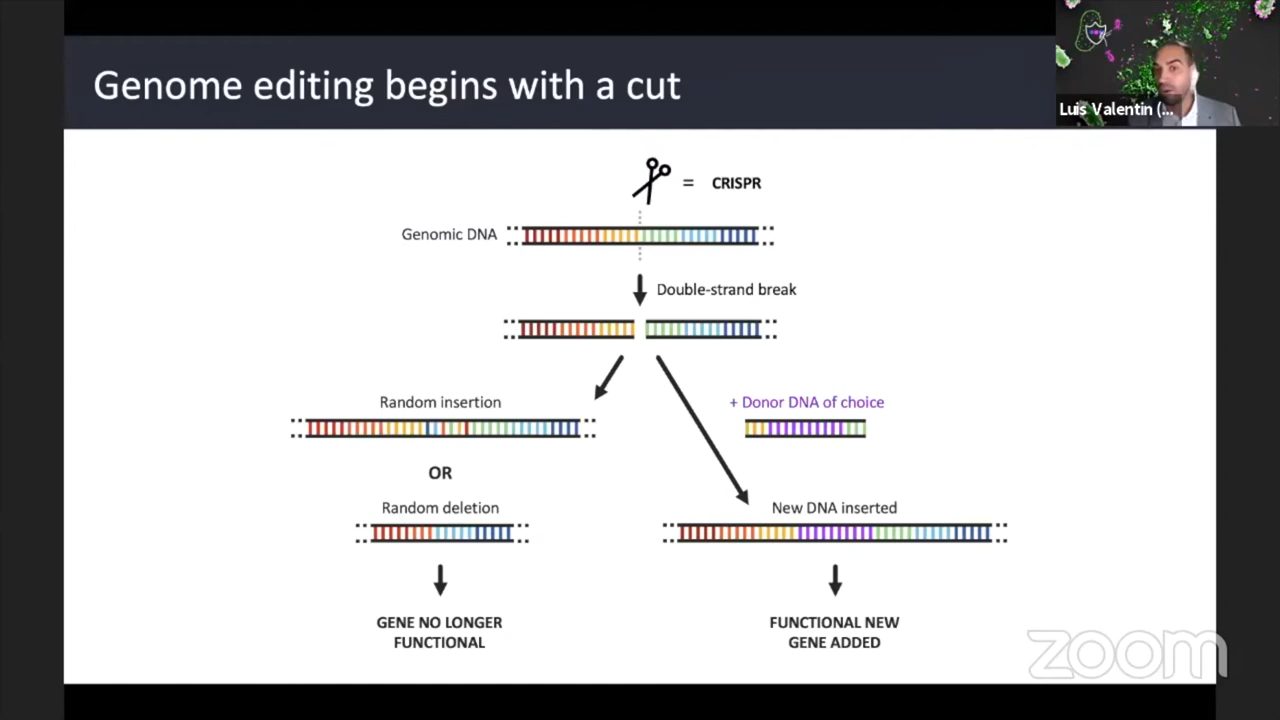 Genome editing begins with a cut
Luis Valentin (...
= CRISPR
Genomic DNA
Double-strand break
Random insertion
+ Donor DNA of choice
OR
Random deletion
New DNA inserted
GENE NO LONGER
FUNCTIONAL
FUNCTIONAL NEW
GENE ADDED
zoom